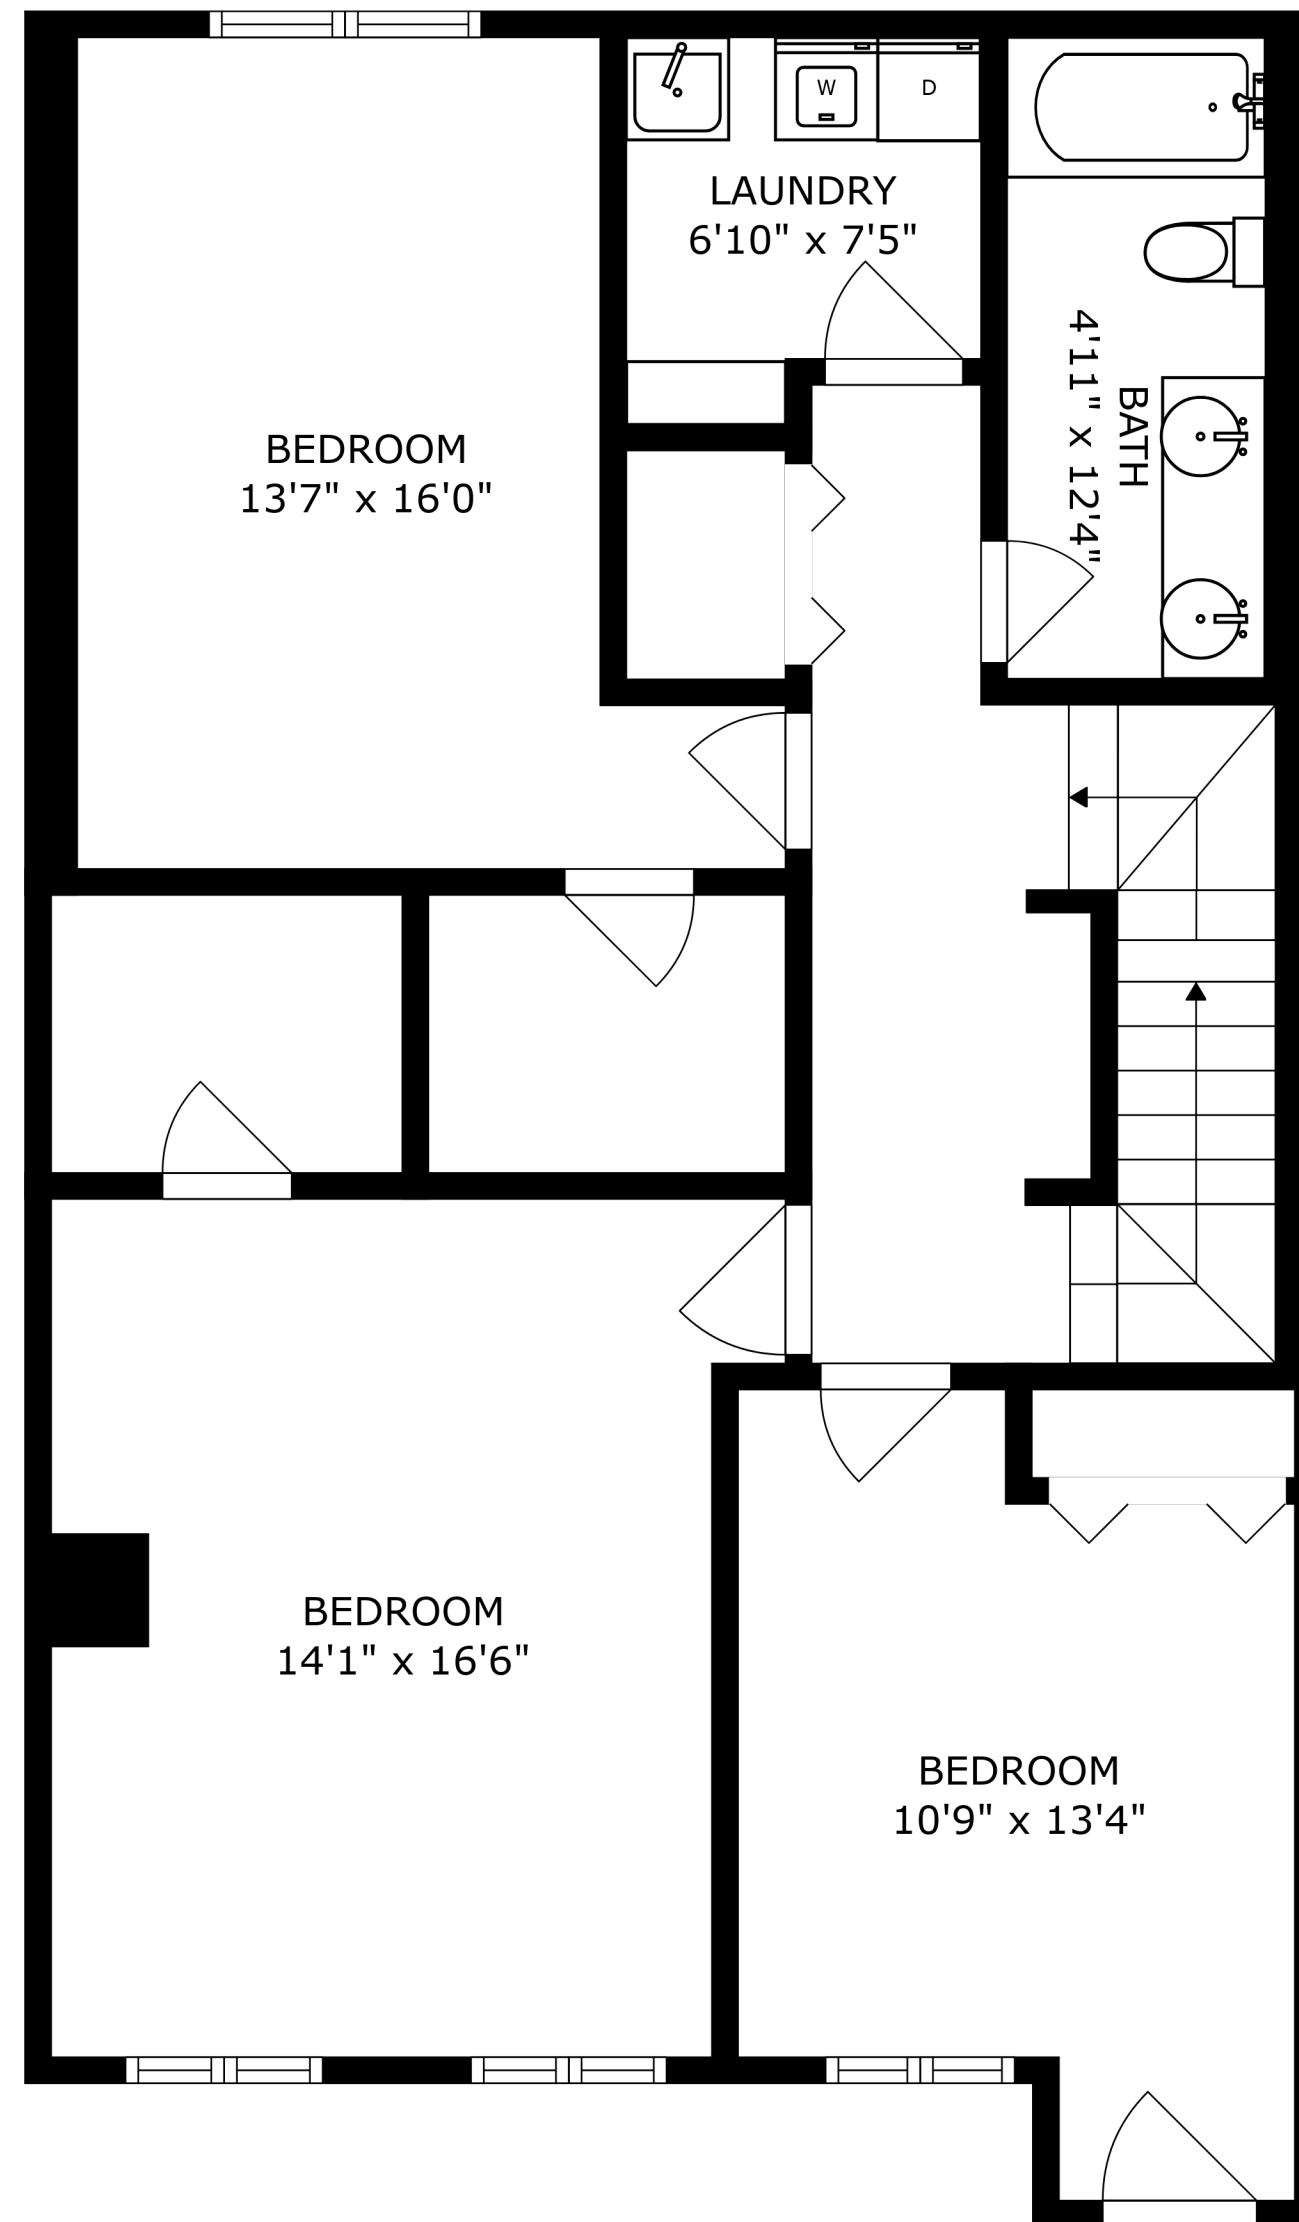 W
D
LAUNDRY
6'10" x 7'5"
BATH
4'11" x 12'4"
BEDROOM
13'7" x 16'0"
BEDROOM
14'1" x 16'6"
BEDROOM
10'9" x 13'4"